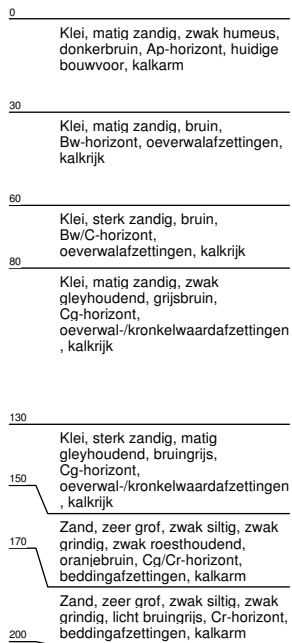 0
Klei, matig zandig, zwak humeus,
donkerbruin, Ap-horizont, huidige
bouwvoor, kalkarm
30
Klei, matig zandig, bruin,
Bw-horizont, oeverwalafzettingen,
kalkrijk
60
Klei, sterk zandig, bruin,
Bw/C-horizont,
oeverwalafzettingen, kalkrijk
80
Klei, matig zandig, zwak
gleyhoudend, grijsbruin,
Cg-horizont,
oeverwal-/kronkelwaardafzettingen
, kalkrijk
130
Klei, sterk zandig, matig
gleyhoudend, bruingrijs,
Cg-horizont,
oeverwal-/kronkelwaardafzettingen
, kalkrijk
150
Zand, zeer grof, zwak siltig, zwak
grindig, zwak roesthoudend,
oranjebruin, Cg/Cr-horizont,
beddingafzettingen, kalkarm
170
Zand, zeer grof, zwak siltig, zwak
grindig, licht bruingrijs, Cr-horizont,
beddingafzettingen, kalkarm
200